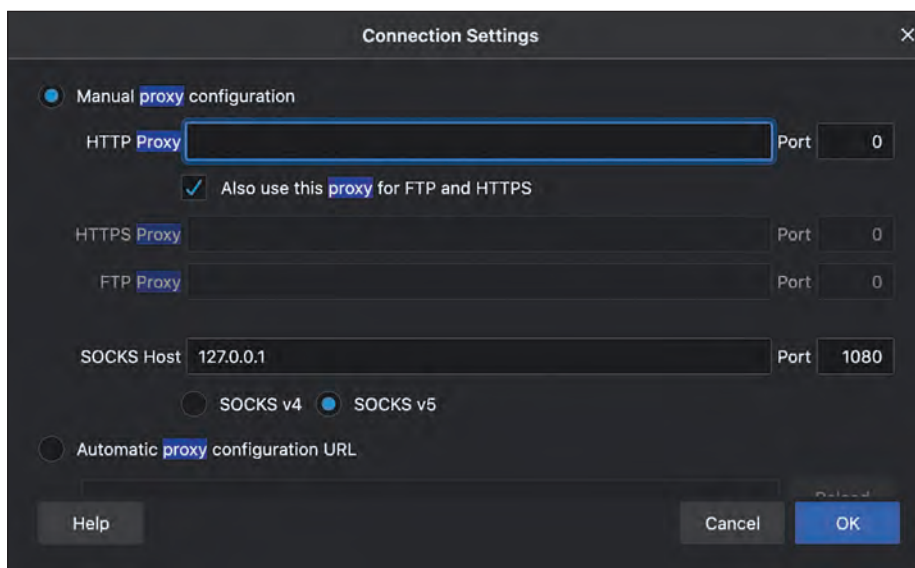 Connection Settings
Manual proxy configuration
HTTP Proxy Port 0
Also use this proxy for FTP and HTTPS
HTTPS Proxy Port 0
FTP Proxy Port 0
SOCKS Host 127.0.0.1 Port 1080
SOCKS v4 SOCKS v5
Automatic proxy configuration URL
Reload
Help Cancel OK